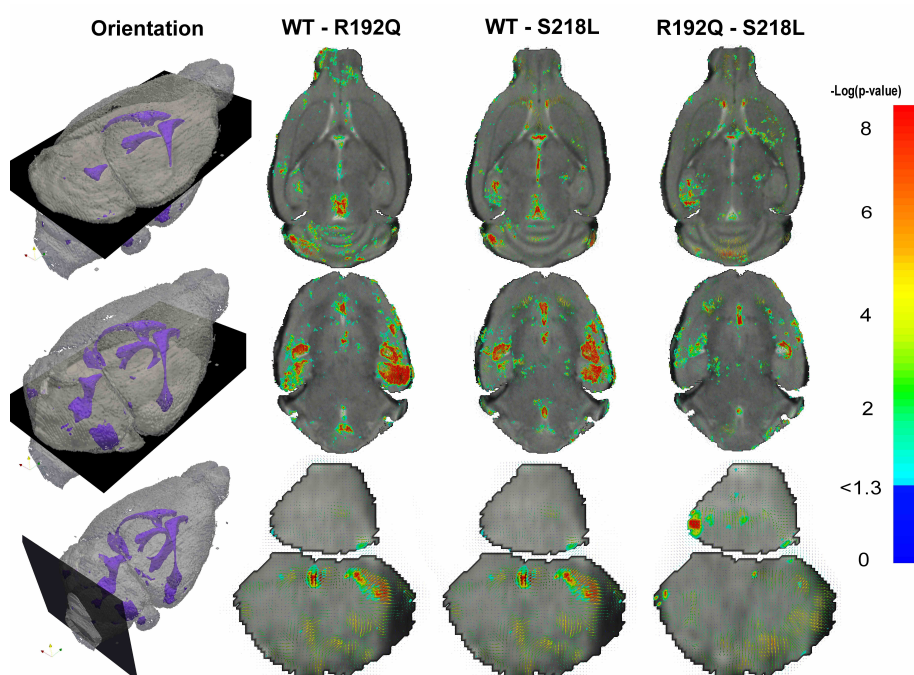 Orientation
WT - R192Q
WT - S218L
R192Q - S218L
-Log(p-value)
8
6
4
2
<1.3
0